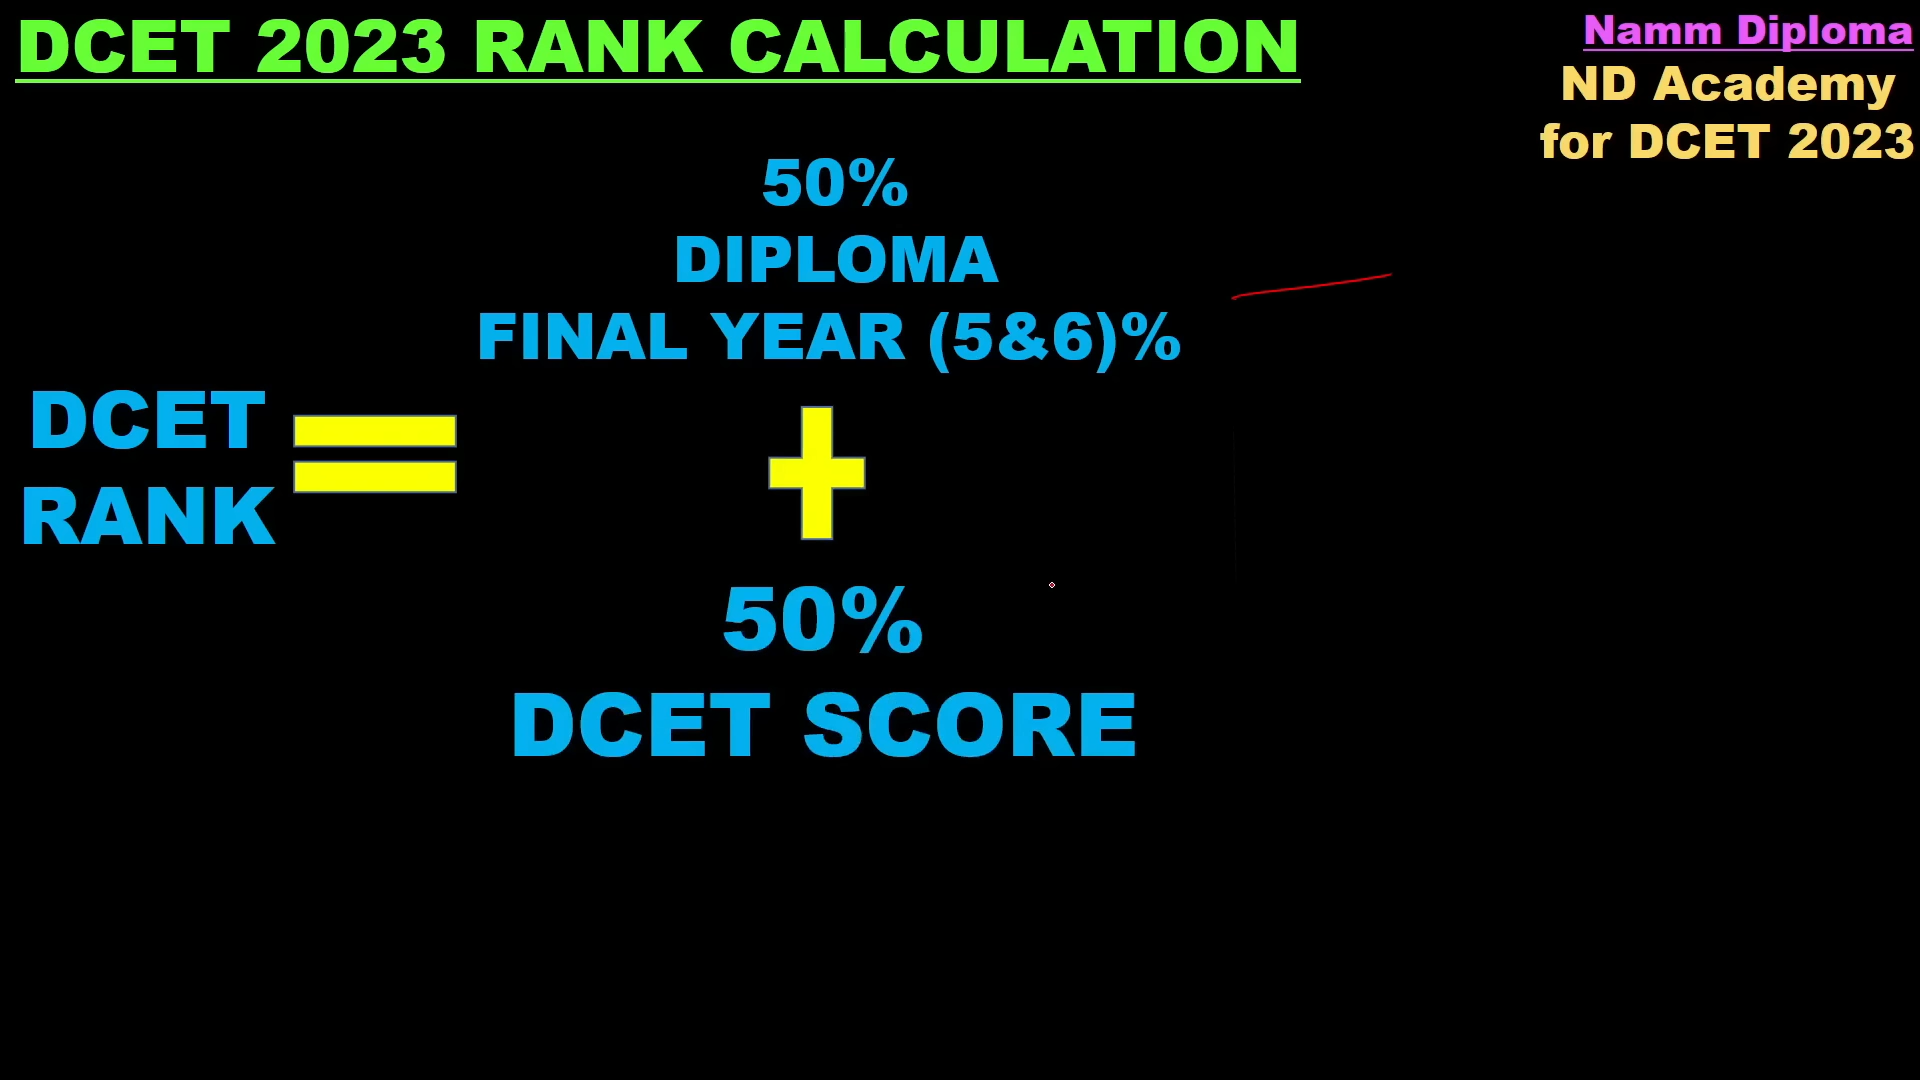 DCET 2023 RANK CALCULATION
Namm Diploma
ND Academy
for DCET 2023
50%
DIPLOMA
FINAL YEAR (5&6)%
DCET
RANK
=
+
50%
DCET SCORE